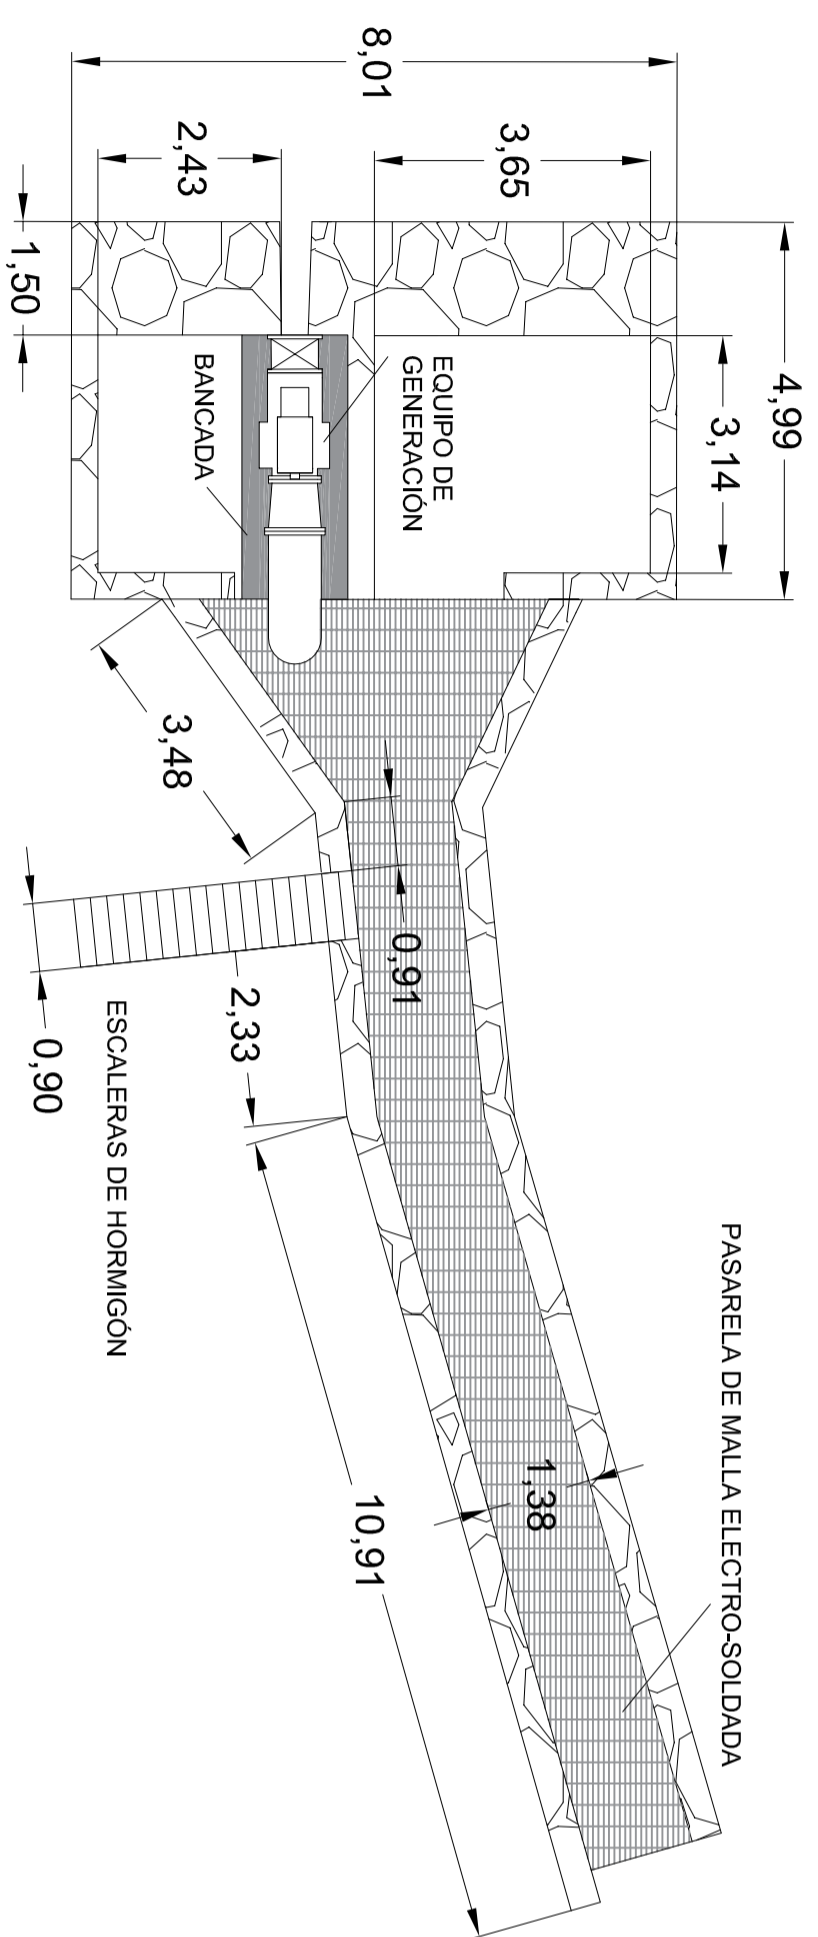 8,01
3,65
2,43
1,50
4,99
3,14
EQUIPO DE
GENERACIÓN
BANCADA
3,48
0,91
2,33
0,90
ESCALERAS DE HORMIGÓN
PASARELA DE MALLA ELECTRO-SOLDADA
1,38
10,91